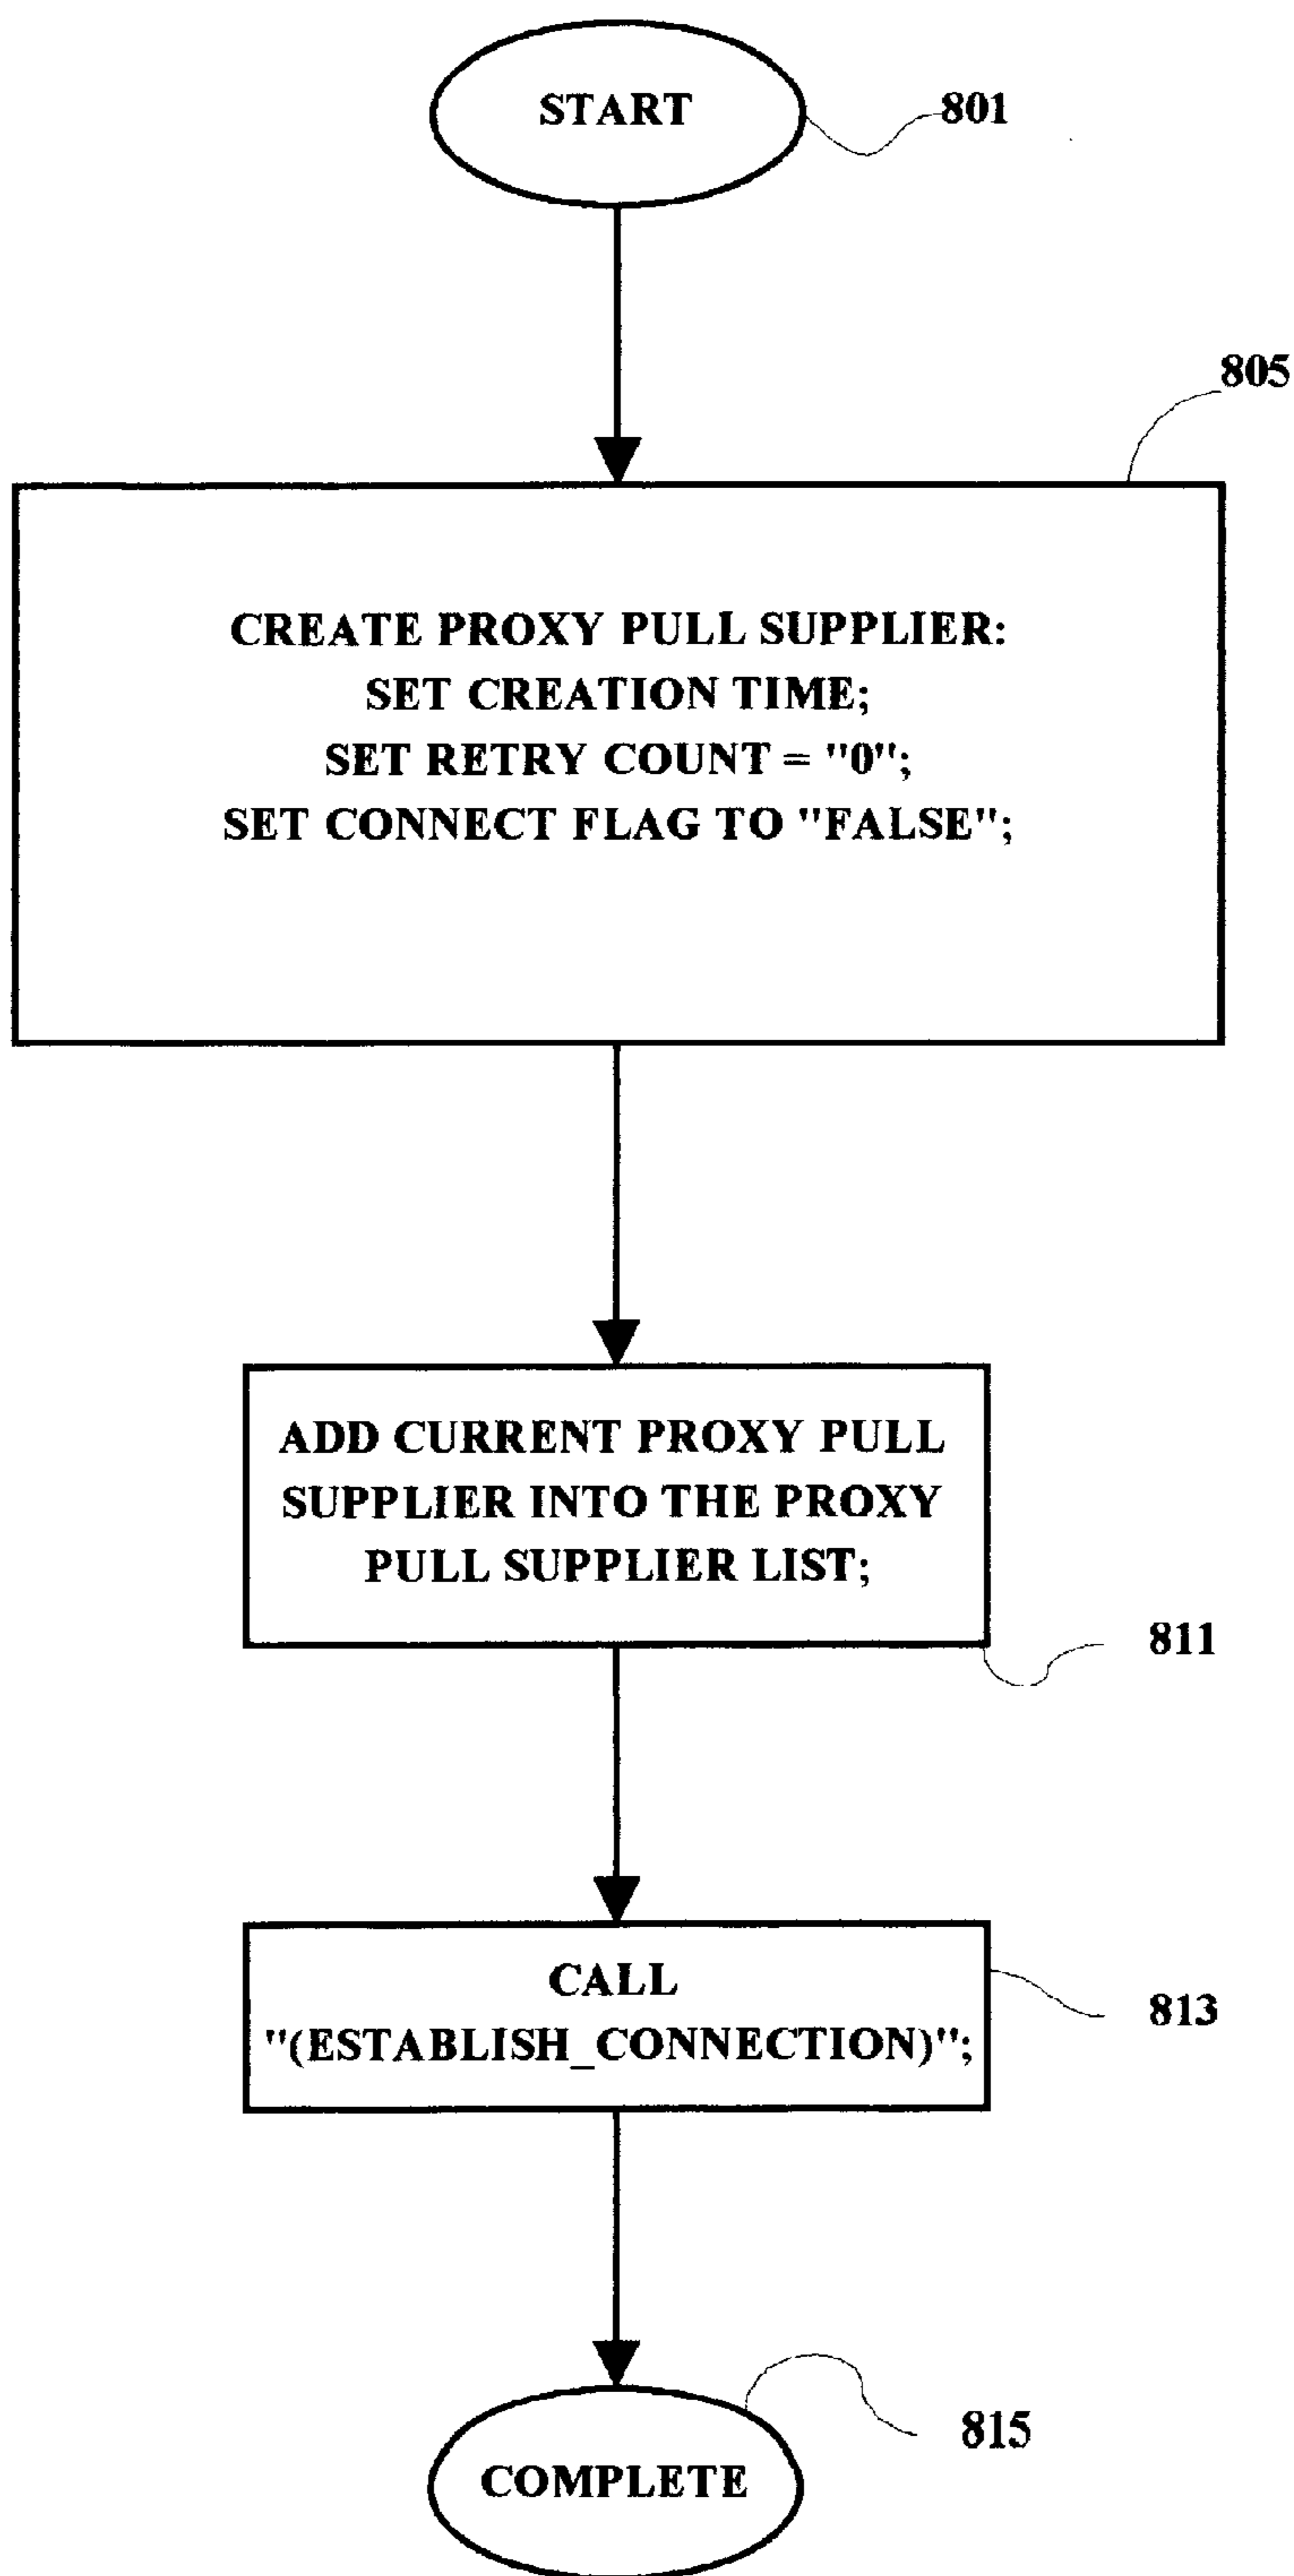 START
801
805
CREATE PROXY PULL SUPPLIER:
SET CREATION TIME;
SET RETRY COUNT = "0";
SET CONNECT FLAG TO "FALSE";
ADD CURRENT PROXY PULL
SUPPLIER INTO THE PROXY
PULL SUPPLIER LIST;
811
CALL
"(ESTABLISH_CONNECTION)";
813
815
COMPLETE